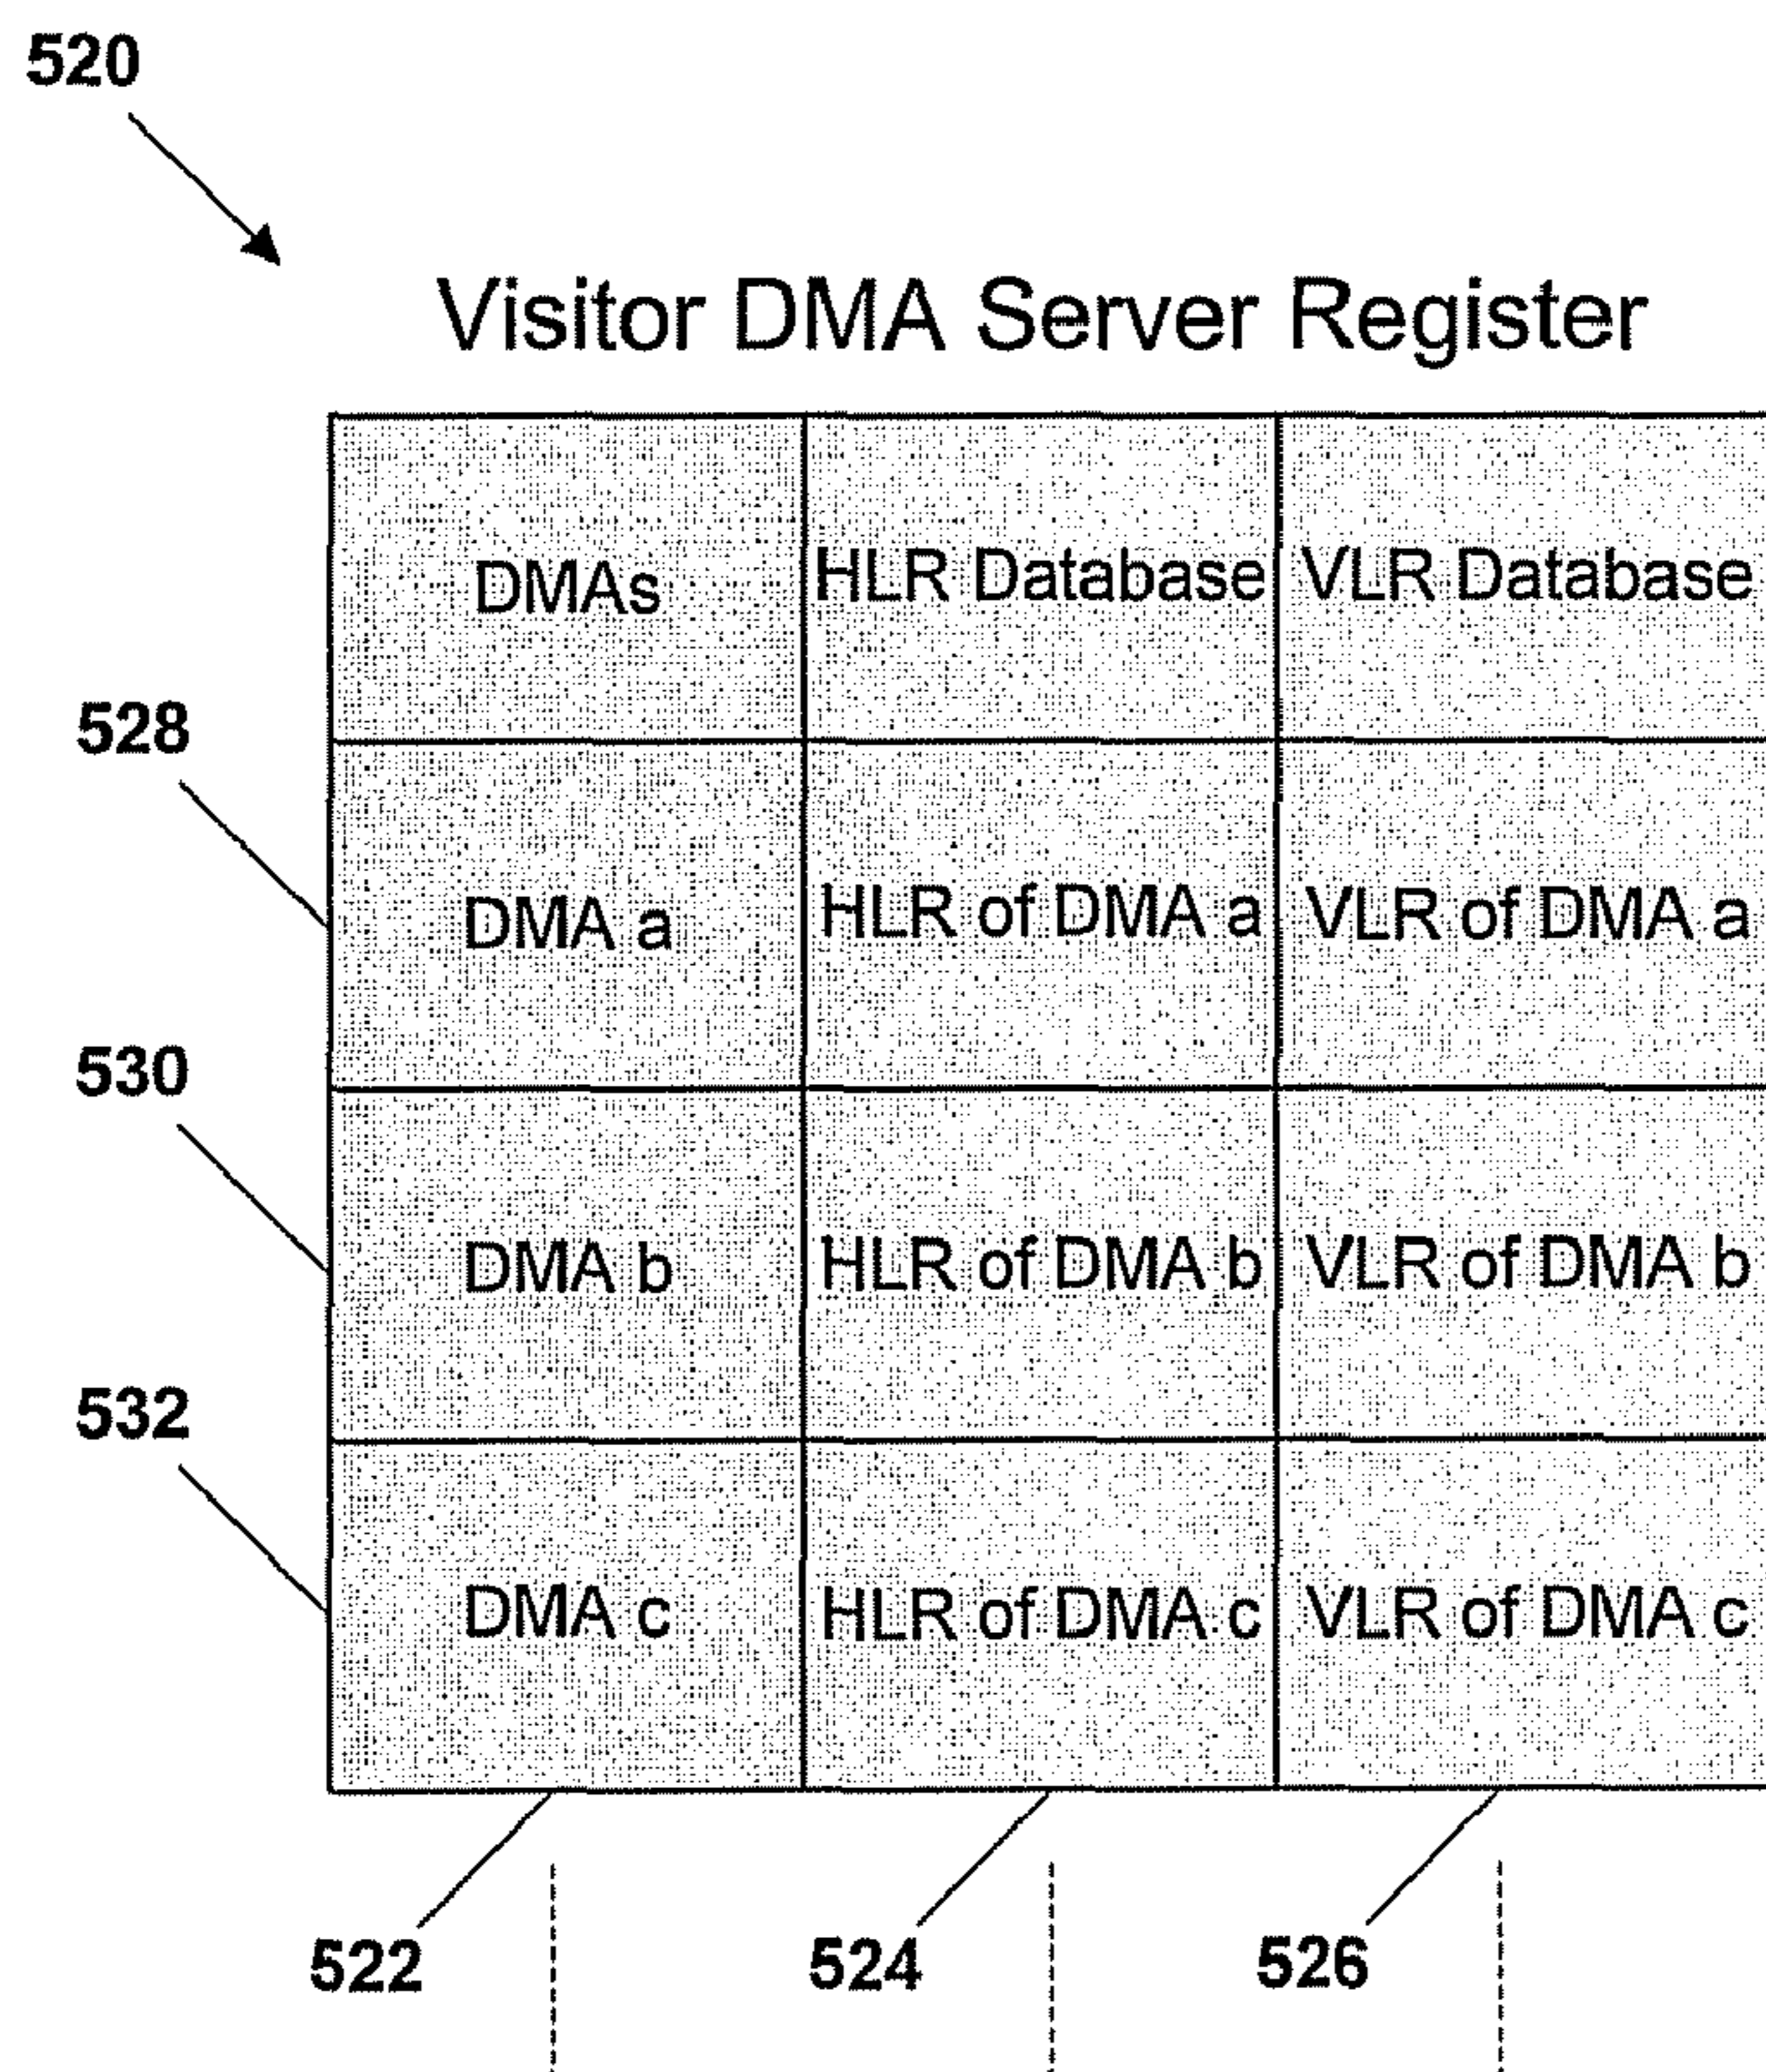 520
Visitor DMA Server Register
DMAs HLR Database VLR Database
528
DMA a HLR of DMA a VLR of DMA a
530
DMA b HLR of DMA b VLR of DMA b
532
DMA c HLR of DMA c VLR of DMA c
522 524 526